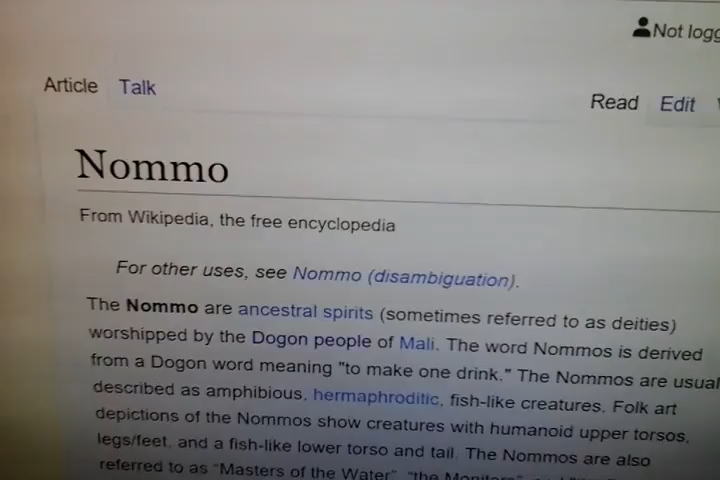 Not logg
Article Talk
Read Edit
Nommo
From Wikipedia, the free encyclopedia
For other uses, see Nommo (disambiguation).
The Nommo are ancestral spirits (sometimes referred to as deities)
worshipped by the Dogon people of Mali. The word Nommos is derived
from a Dogon word meaning "to make one drink." The Nommos are usual
described as amphibious, hermaphroditic, fish-like creatures. Folk art
depictions of the Nommos show creatures with humanoid upper torsos,
legs/feet, and a fish-like lower torso and tail. The Nommos are also
referred to as “Masters of the Water”, “the Monitors”, and "the